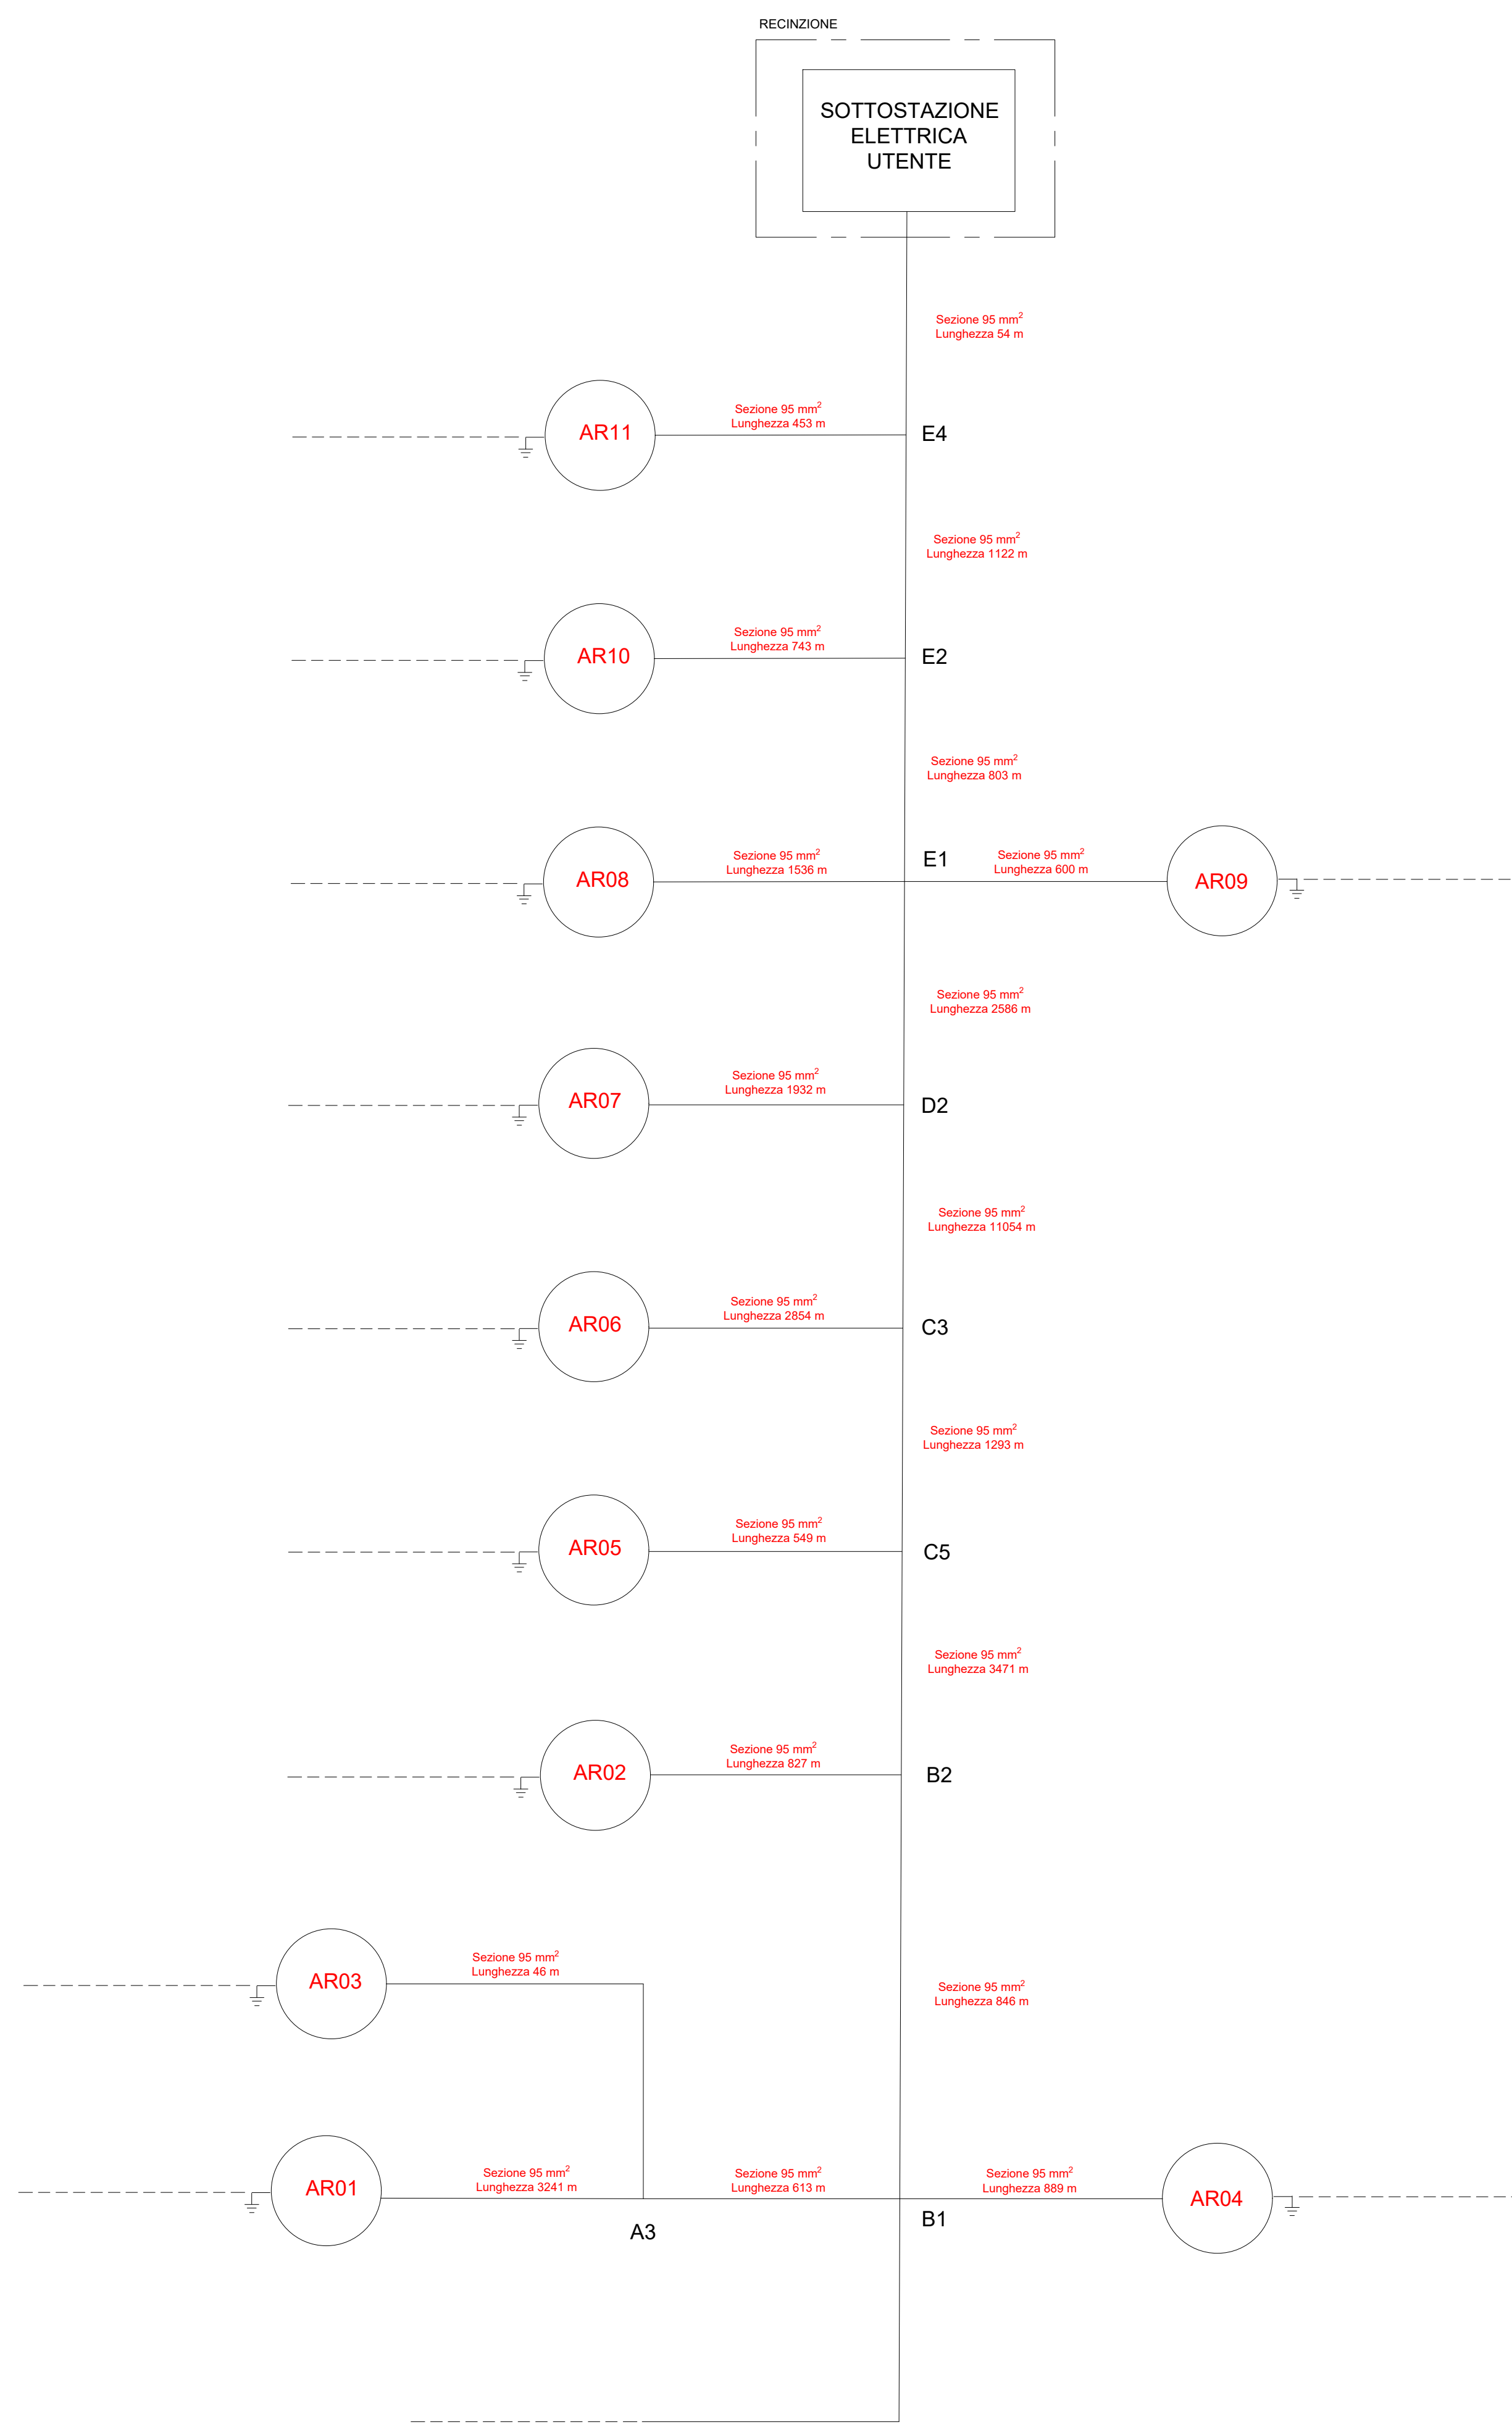 RECINZIONE
SOTTOSTAZIONE
ELETTRICA
UTENTE
Sezione 95 mm²
Lunghezza 54 m
Sezione 95 mm²
Lunghezza 453 m
AR11
E4
Sezione 95 mm²
Lunghezza 1122 m
Sezione 95 mm²
Lunghezza 743 m
AR10
E2
Sezione 95 mm²
Lunghezza 803 m
Sezione 95 mm²
Lunghezza 1536 m
AR08
E1
Sezione 95 mm²
Lunghezza 600 m
AR09
Sezione 95 mm²
Lunghezza 2586 m
Sezione 95 mm²
Lunghezza 1932 m
AR07
D2
Sezione 95 mm²
Lunghezza 11054 m
Sezione 95 mm²
Lunghezza 2854 m
AR06
C3
Sezione 95 mm²
Lunghezza 1293 m
Sezione 95 mm²
Lunghezza 549 m
AR05
C5
Sezione 95 mm²
Lunghezza 3471 m
Sezione 95 mm²
Lunghezza 827 m
AR02
B2
Sezione 95 mm²
Lunghezza 46 m
AR03
Sezione 95 mm²
Lunghezza 846 m
AR01
Sezione 95 mm²
Lunghezza 3241 m
Sezione 95 mm²
Lunghezza 613 m
Sezione 95 mm²
Lunghezza 889 m
AR04
A3
B1